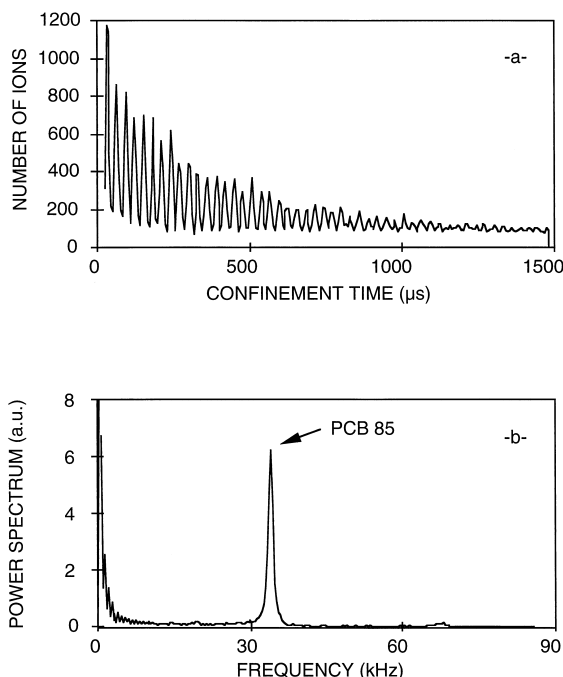 1200
1000
800
600
400
200
0
NUMBER OF IONS
-a-
0 500 1000 1500
CONFINEMENT TIME (μs)
8
6
4
2
0
POWER SPECTRUM (a.u.)
PCB 85
-b-
0 30 60 90
FREQUENCY (kHz)